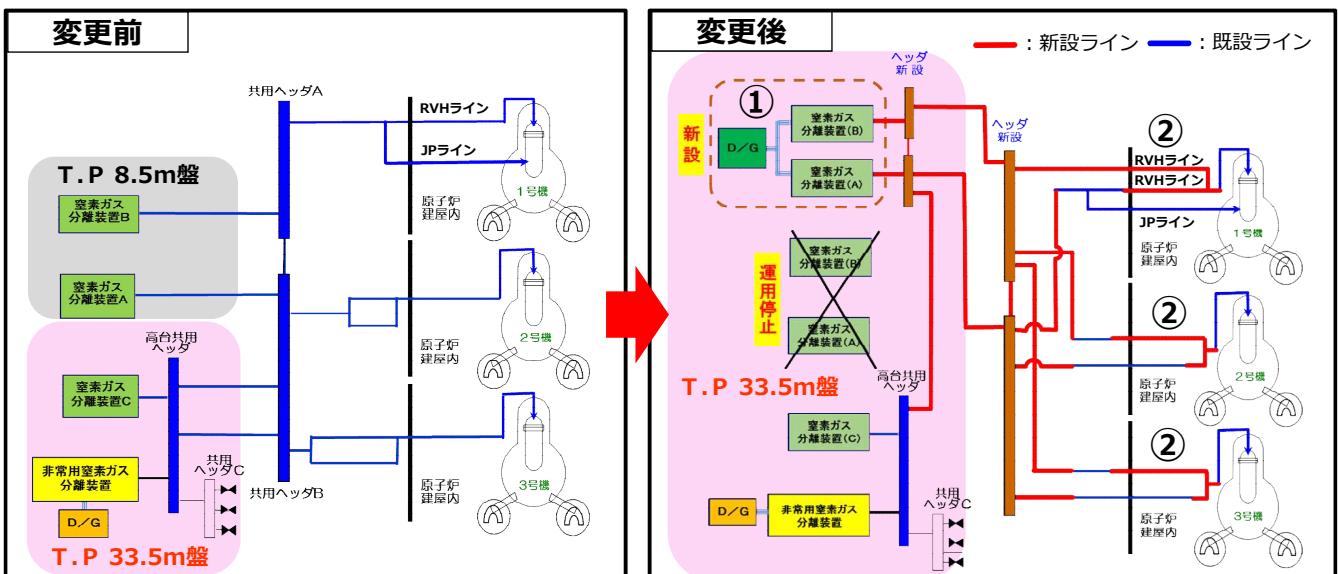 変更前
共用ヘッダA
RVHライン
JPライン
1号機
原子炉
建屋内
T.P 8.5m盤
窒素ガス
分離装置B
窒素ガス
分離装置A
2号機
原子炉
建屋内
高台共用
ヘッダ
窒素ガス
分離装置C
非常用窒素ガス
分離装置
共用
ヘッダC
D/G
共用ヘッダB
3号機
原子炉
建屋内
T.P 33.5m盤
変更後
:新設ライン
:既設ライン
ヘッダ
新設
①
新設
D/G
窒素ガス
分離装置(B)
窒素ガス
分離装置(A)
ヘッダ
新設
②
RVHライン
RVHライン
JPライン
1号機
原子炉
建屋内
運用停止
窒素ガス
分離装置(B)
窒素ガス
分離装置(A)
T.P 33.5m盤
高台共用
ヘッダ
②
2号機
原子炉
建屋内
窒素ガス
分離装置(C)
D/G
非常用窒素ガス
分離装置
共用
ヘッダC
②
3号機
原子炉
建屋内